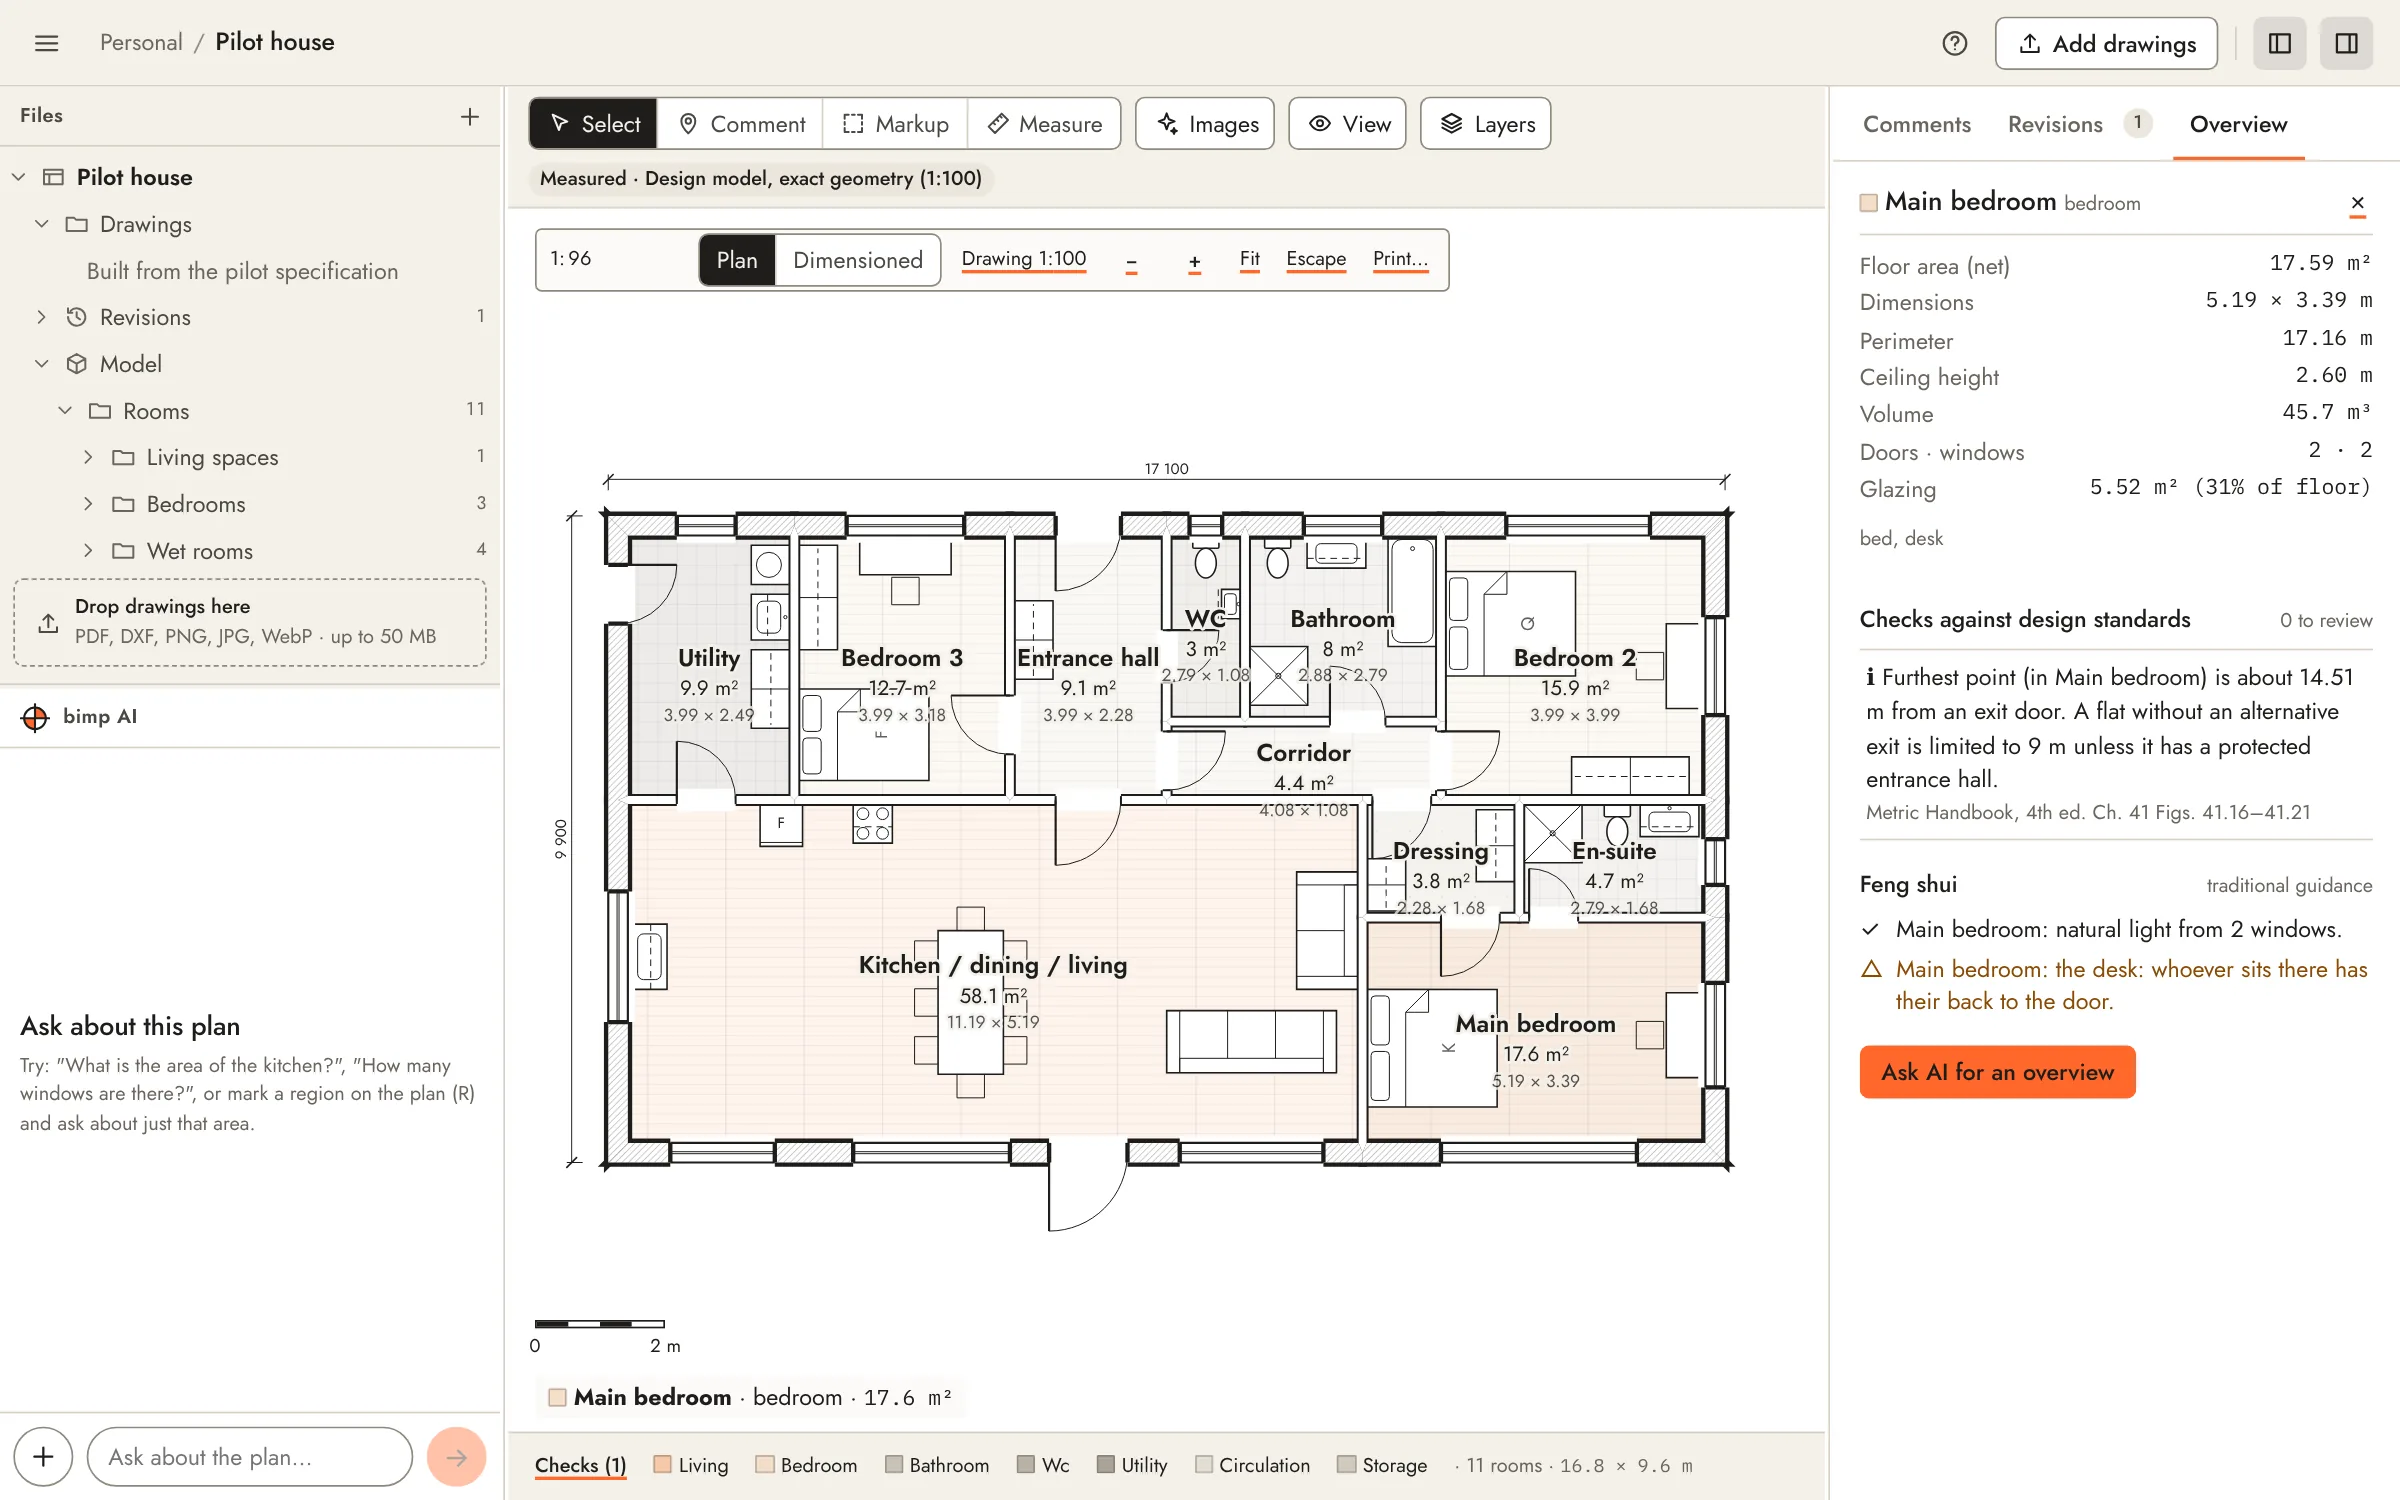 Personal / Pilot house
Add drawings
Files
Pilot house
Drawings
Built from the pilot specification
Revisions 1
Model
Rooms 11
Living spaces 1
Bedrooms 3
Wet rooms 4
Drop drawings here
PDF, DXF, PNG, JPG, WebP · up to 50 MB
bimp AI
Ask about this plan
Try: "What is the area of the kitchen?", "How many
windows are there?", or mark a region on the plan (R)
and ask about just that area.
Ask about the plan...
Select Comment Markup Measure Images View Layers
Measured · Design model, exact geometry (1:100)
1:96 Plan Dimensioned Drawing 1:100 – + Fit Escape Print...
17 100
9 900
Utility
9.9 m²
3.99 × 2.49
Bedroom 3
12.7 m²
3.99 × 3.18
F
Entrance hall
9.1 m²
3.99 × 2.28
WC
3 m²
2.79 × 1.08
Bathroom
8 m²
2.88 × 2.79
Bedroom 2
15.9 m²
3.99 × 3.99
Q
Corridor
4.4 m²
4.08 × 1.08
F
Dressing
3.8 m²
2.28 × 1.68
En-suite
4.7 m²
2.79 × 1.68
Kitchen / dining / living
58.1 m²
11.19 × 5.19
Main bedroom
17.6 m²
5.19 × 3.39
K
0 2 m
Main bedroom · bedroom · 17.6 m²
Checks (1) Living Bedroom Bathroom Wc Utility Circulation Storage · 11 rooms · 16.8 × 9.6 m
Comments Revisions 1 Overview
Main bedroom bedroom ×
Floor area (net) 17.59 m²
Dimensions 5.19 × 3.39 m
Perimeter 17.16 m
Ceiling height 2.60 m
Volume 45.7 m³
Doors · windows 2 · 2
Glazing 5.52 m² (31% of floor)
bed, desk
Checks against design standards 0 to review
i Furthest point (in Main bedroom) is about 14.51
m from an exit door. A flat without an alternative
exit is limited to 9 m unless it has a protected
entrance hall.
Metric Handbook, 4th ed. Ch. 41 Figs. 41.16–41.21
Feng shui traditional guidance
Main bedroom: natural light from 2 windows.
Main bedroom: the desk: whoever sits there has
their back to the door.
Ask AI for an overview